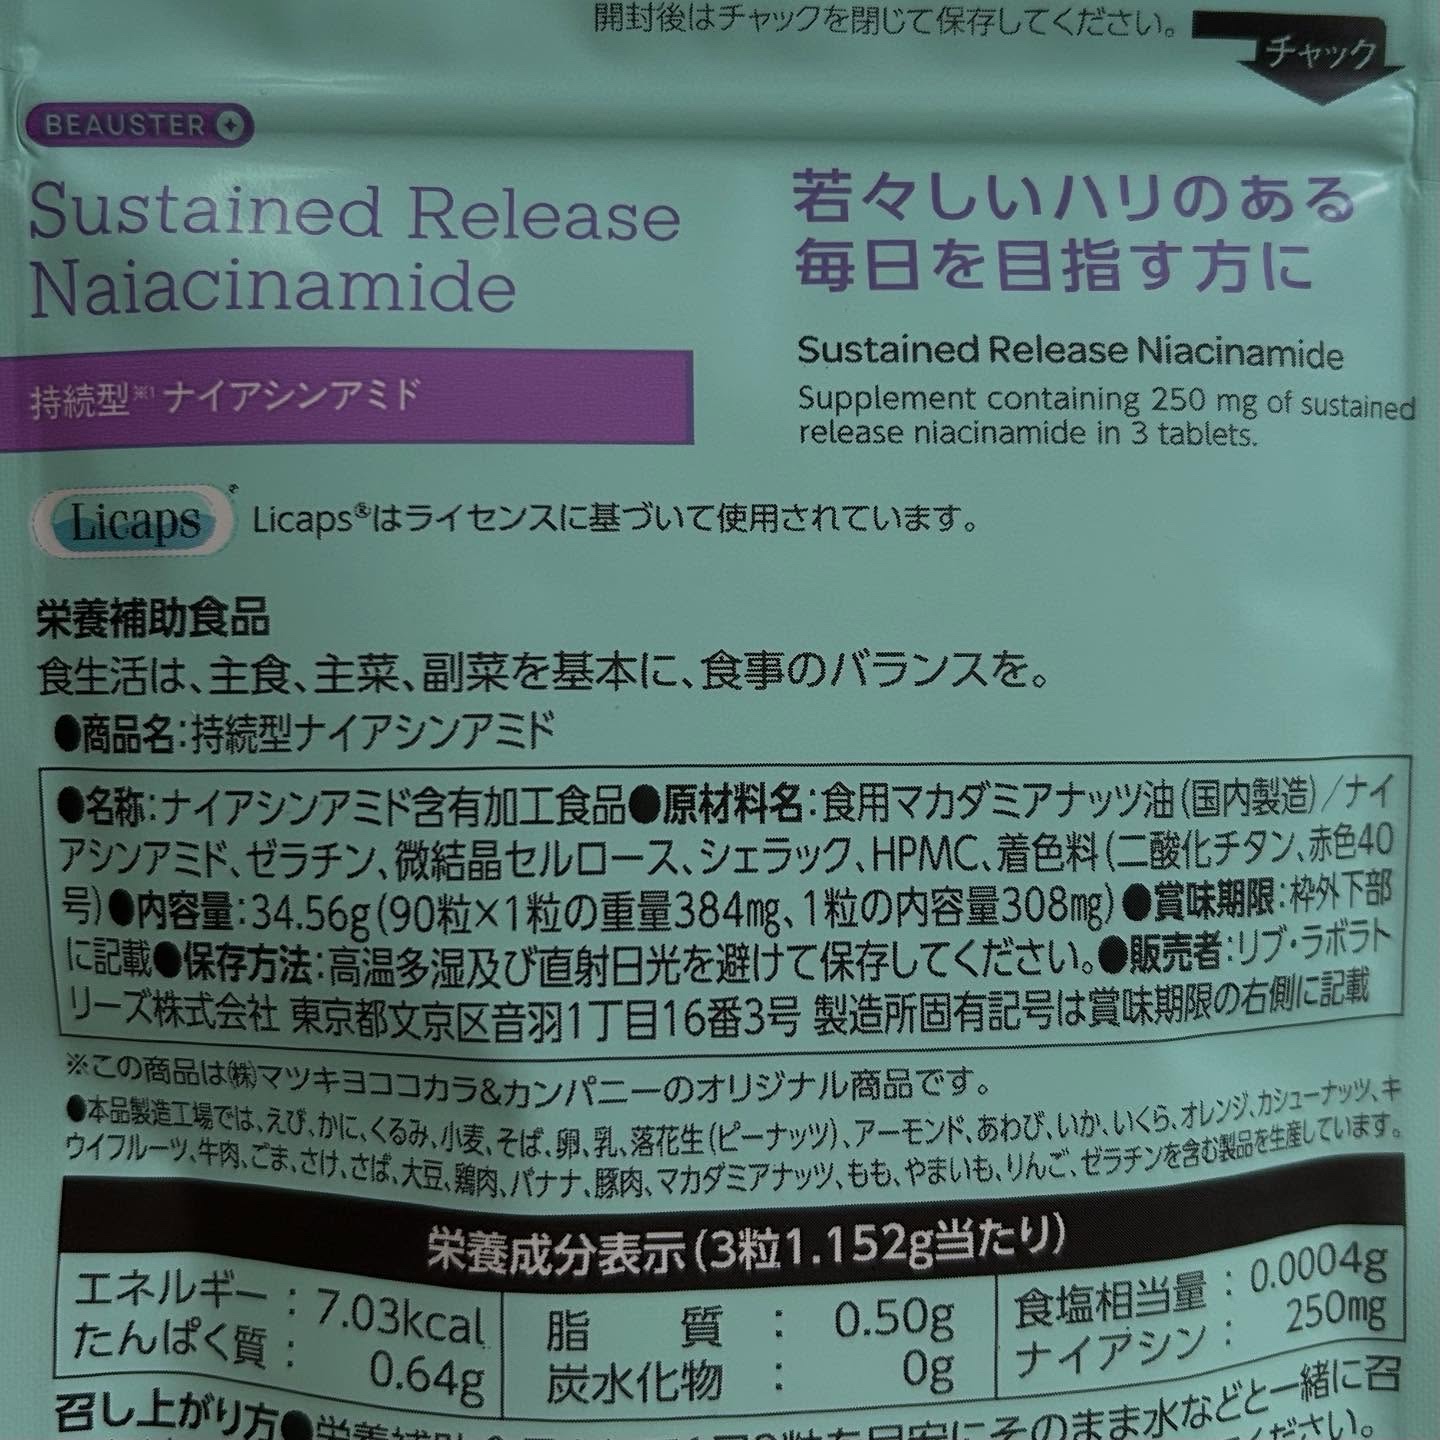 開封後はチャックを閉じて保存してください。
チャック
BEAUSTER
Sustained Release
Naiacinamide
持続型※1ナイアシンアミド
若々しいハリのある
毎日を目指す方に
Sustained Release Niacinamide
Supplement containing 250 mg of sustained
release niacinamide in 3 tablets.
Licaps® Licaps®はライセンスに基づいて使用されています。
栄養補助食品
食生活は、主食、主菜、副菜を基本に、食事のバランスを。
●商品名:持続型ナイアシンアミド
●名称:ナイアシンアミド含有加工食品●原材料名:食用マカダミアナッツ油(国内製造)/ナイ
アシンアミド、ゼラチン、微結晶セルロース、シェラック、HPMC、着色料(二酸化チタン、赤色40
号)●内容量:34.56g(90粒×1粒の重量384mg、1粒の内容量308mg)●賞味期限:枠外下部
に記載●保存方法:高温多湿及び直射日光を避けて保存してください。●販売者:リブ・ラボラト
リーズ株式会社 東京都文京区音羽1丁目16番3号 製造所固有記号は賞味期限の右側に記載
※この商品は㈱マツキヨココカラ&カンパニーのオリジナル商品です。
●本品製造工場では、えび、かに、くるみ、小麦、そば、卵、乳、落花生(ピーナッツ)、アーモンド、あわび、いか、いくら、オレンジ、カシューナッツ、キ
ウイフルーツ、牛肉、ごま、さけ、さば、大豆、鶏肉、バナナ、豚肉、マカダミアナッツ、もも、やまいも、りんご、ゼラチンを含む製品を生産しています。
栄養成分表示(3粒1.152g当たり)
エネルギー:7.03kcal
たんぱく質:0.64g
脂質:0.50g
炭水化物:0g
食塩相当量:0.0004g
ナイアシン:250mg
召し上がり方●栄養補助
そのまま水などと一緒に召
ください。